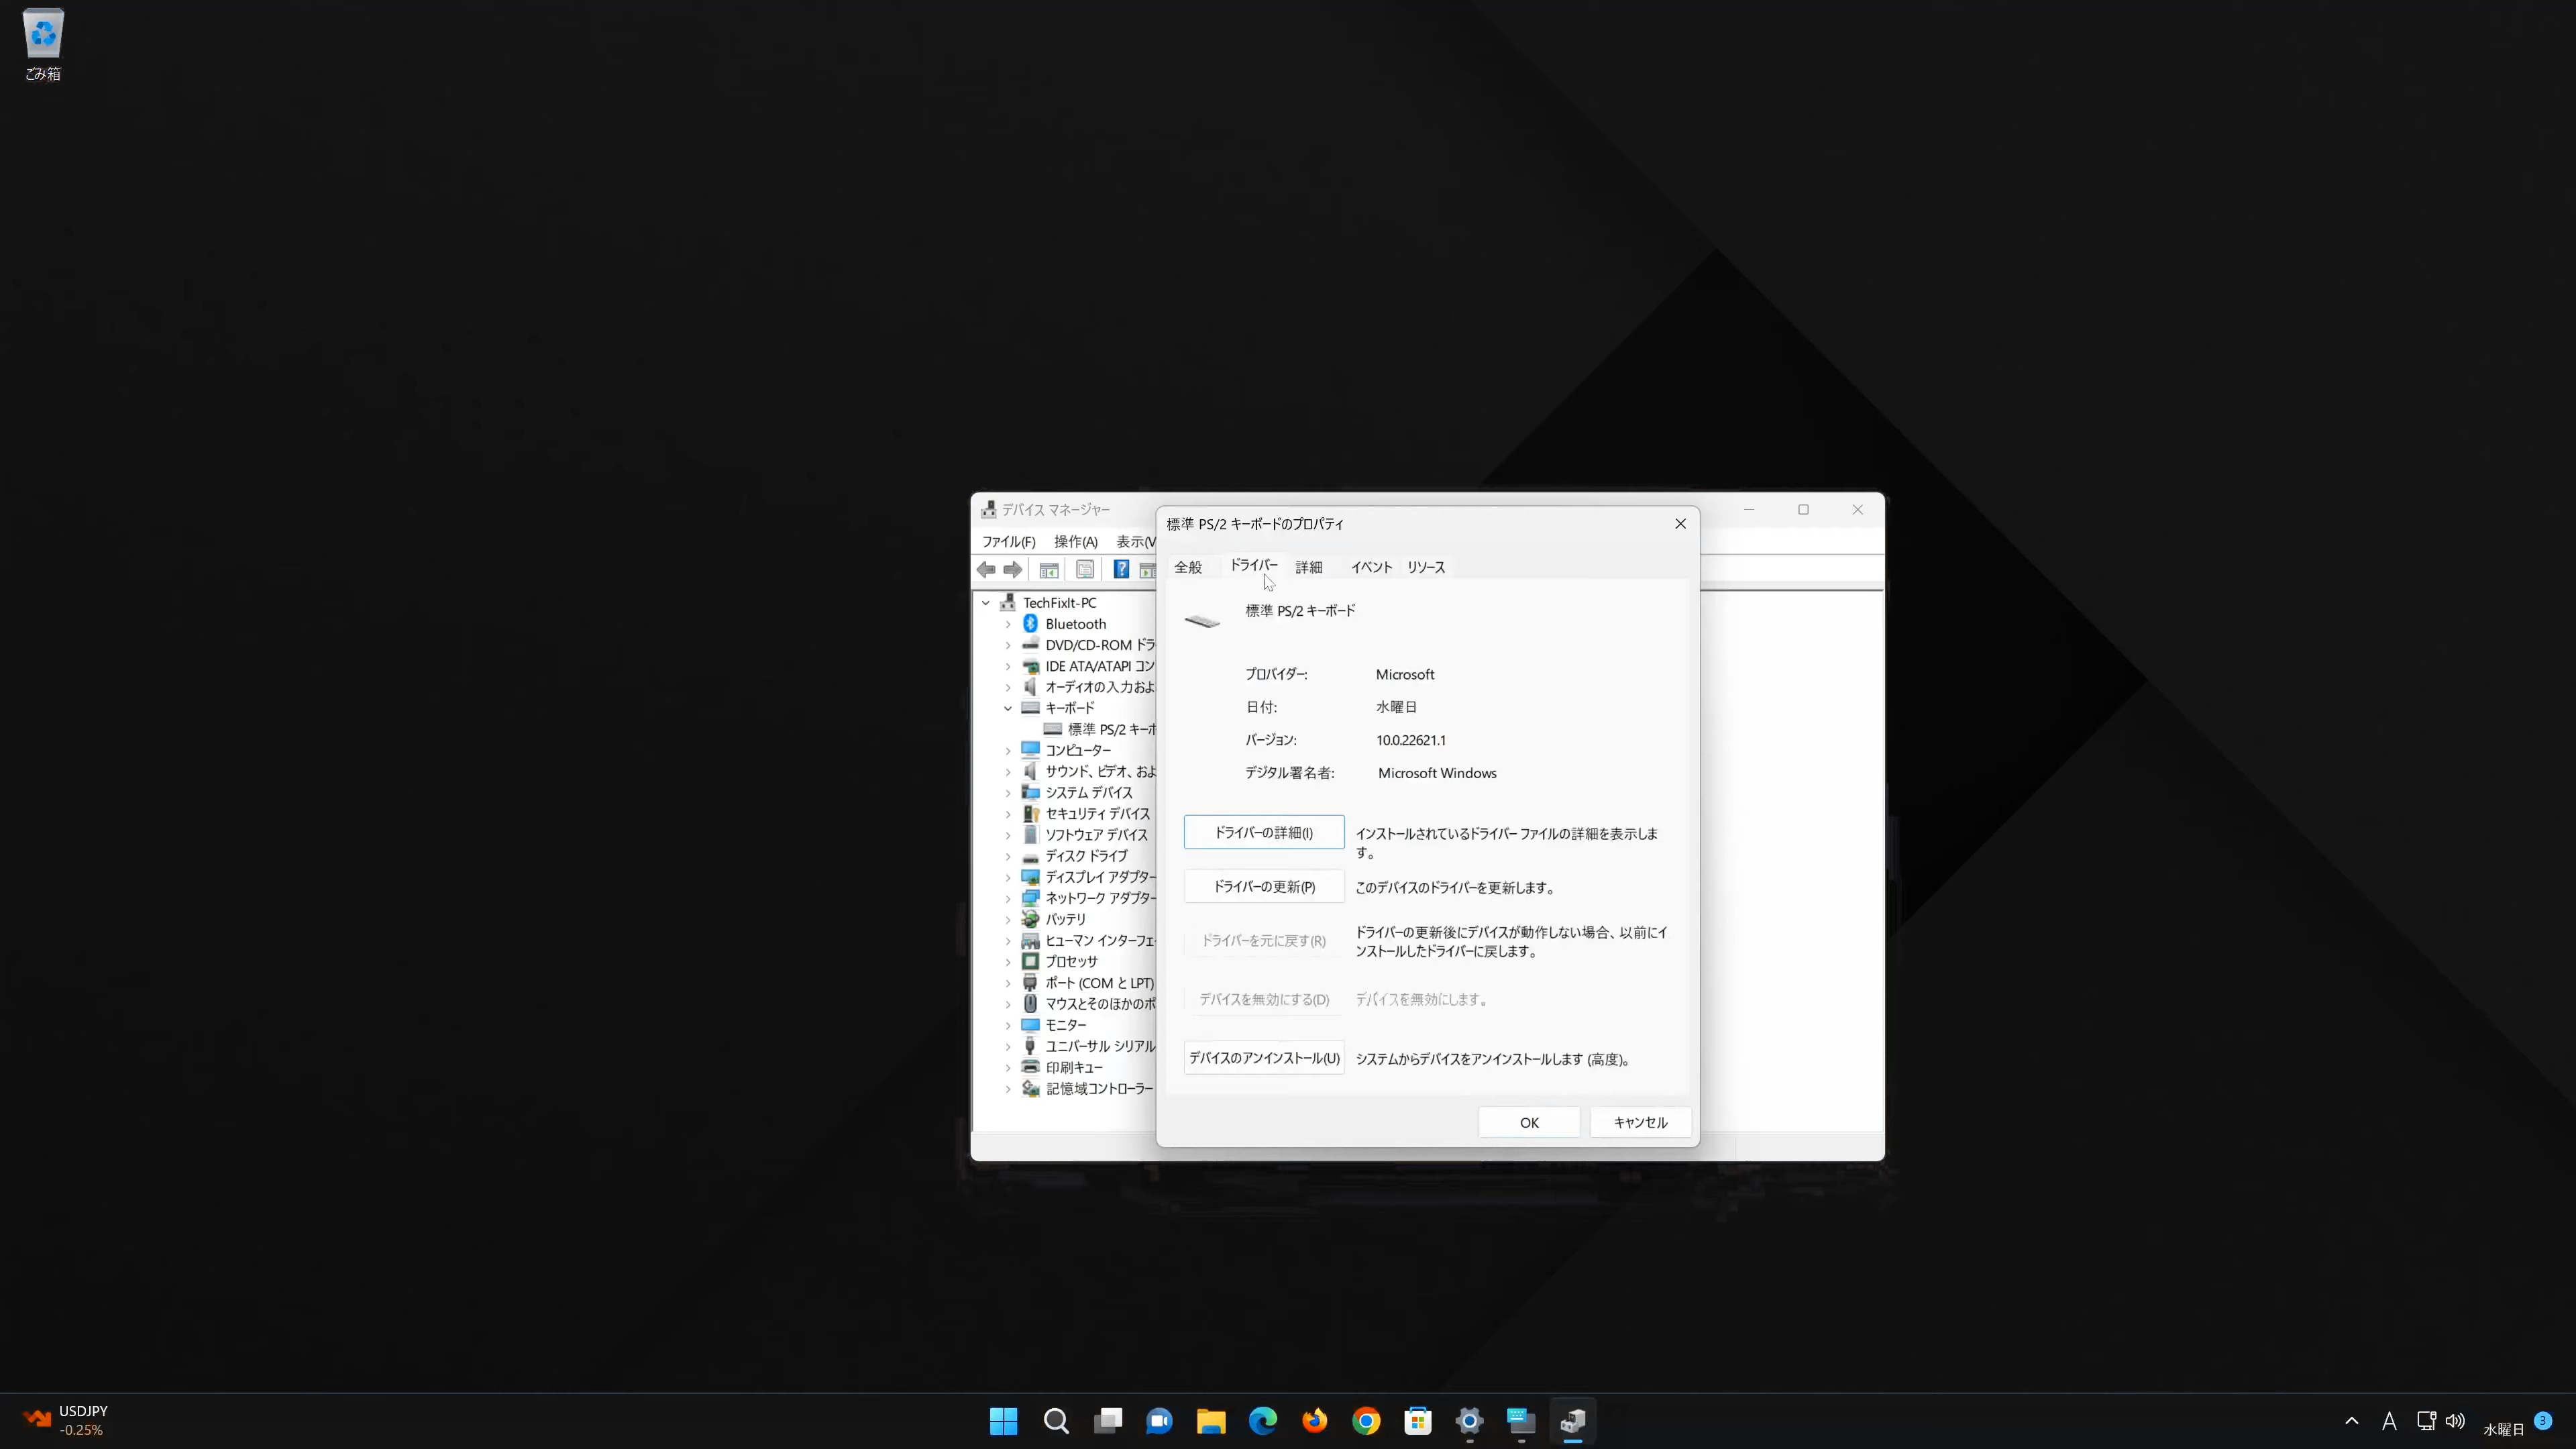 ごみ箱
デバイス マネージャー
ファイル(F) 操作(A) 表示(V
TechFixIt-PC
Bluetooth
DVD/CD-ROM ドラ
IDE ATA/ATAPI コン
オーディオの入力およ
キーボード
標準 PS/2 キーボ
コンピューター
サウンド、ビデオ、およ
システム デバイス
セキュリティ デバイス
ソフトウェア デバイス
ディスク ドライブ
ディスプレイ アダプター
ネットワーク アダプター
バッテリ
ヒューマン インターフェ
プロセッサ
ポート (COM と LPT)
マウスとそのほかのポ
モニター
ユニバーサル シリアル
印刷キュー
記憶域コントローラー
標準 PS/2 キーボードのプロパティ
全般 ドライバー 詳細 イベント リソース
標準 PS/2 キーボード
プロバイダー: Microsoft
日付: 水曜日
バージョン: 10.0.22621.1
デジタル署名者: Microsoft Windows
ドライバーの詳細(I) インストールされているドライバー ファイルの詳細を表示しま
す。
ドライバーの更新(P) このデバイスのドライバーを更新します。
ドライバーを元に戻す(R) ドライバーの更新後にデバイスが動作しない場合、以前にイ
ンストールしたドライバーに戻します。
デバイスを無効にする(D) デバイスを無効にします。
デバイスのアンインストール(U) システムからデバイスをアンインストールします (高度)。
OK キャンセル
USDJPY
-0.25%
A 水曜日 3